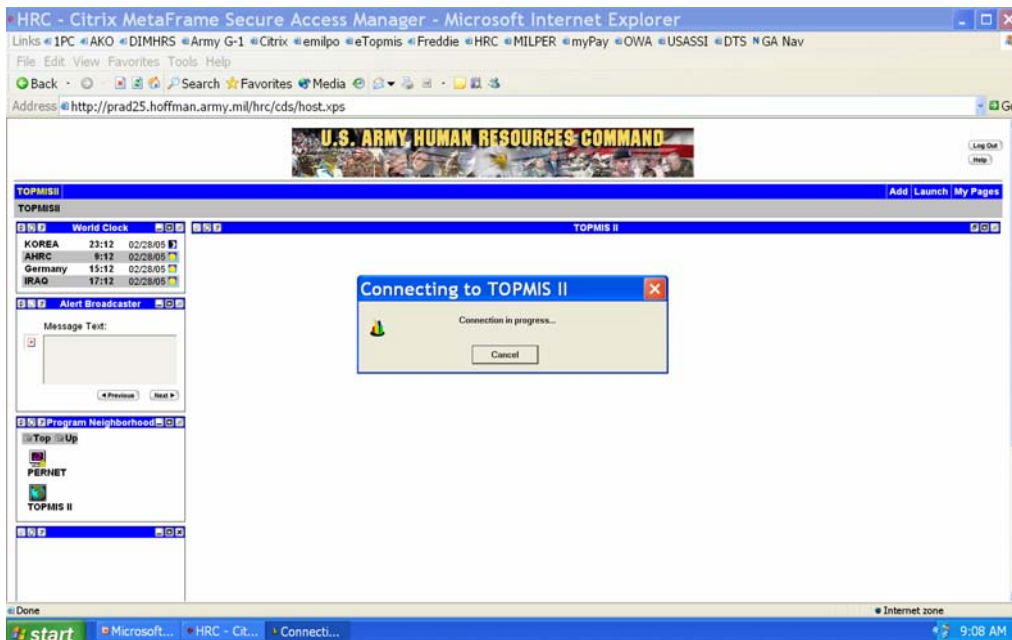 HRC - Citrix MetaFrame Secure Access Manager - Microsoft Internet Explorer
Links 1PC AKO DIMHRS Army G-1 Citrix emilpo eTopmis Freddie HRC MILPER myPay OWA USASSI DTS GA Nav
File Edit View Favorites Tools Help
Back Search Favorites Media
Address http://prad25.hoffman.army.mil/hrc/cds/host.xps
U.S. ARMY HUMAN RESOURCES COMMAND
Log Out
Help
TOPMISII Add Launch My Pages
TOPMISII
World Clock
KOREA 23:12 02/28/05
AHRC 9:12 02/28/05
Germany 15:12 02/28/05
IRAQ 17:12 02/28/05
Alert Broadcaster
Message Text:
Previous Next
Program Neighborhood
Top Up
PERNET
TOPMIS II
TOPMIS II
Connecting to TOPMIS II
Connection in progress...
Cancel
Done Internet zone
start Microsoft... HRC - Cit... Connecti... 9:08 AM